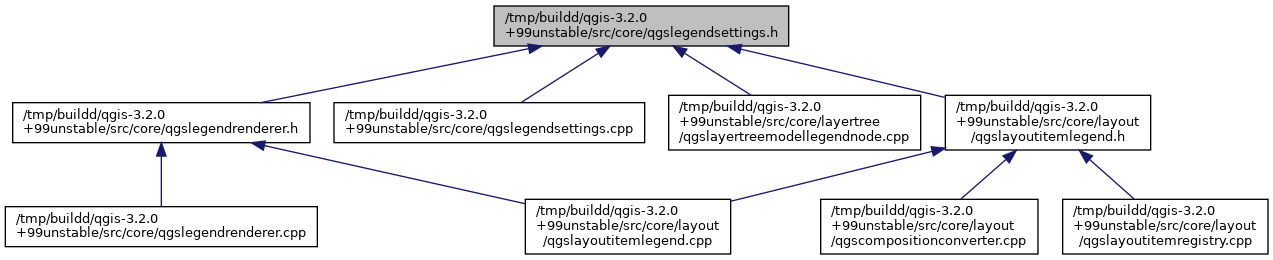 /tmp/buildd/qgis-3.2.0
+99unstable/src/core/qgslegendsettings.h
/tmp/buildd/qgis-3.2.0
+99unstable/src/core/qgslegendrenderer.h
/tmp/buildd/qgis-3.2.0
+99unstable/src/core/qgslegendsettings.cpp
/tmp/buildd/qgis-3.2.0
+99unstable/src/core/layertree
/qgslayertreemodellegendnode.cpp
/tmp/buildd/qgis-3.2.0
+99unstable/src/core/layout
/qgslayoutitemlegend.h
/tmp/buildd/qgis-3.2.0
+99unstable/src/core/qgslegendrenderer.cpp
/tmp/buildd/qgis-3.2.0
+99unstable/src/core/layout
/qgslayoutitemlegend.cpp
/tmp/buildd/qgis-3.2.0
+99unstable/src/core/layout
/qgscompositionconverter.cpp
/tmp/buildd/qgis-3.2.0
+99unstable/src/core/layout
/qgslayoutitemregistry.cpp